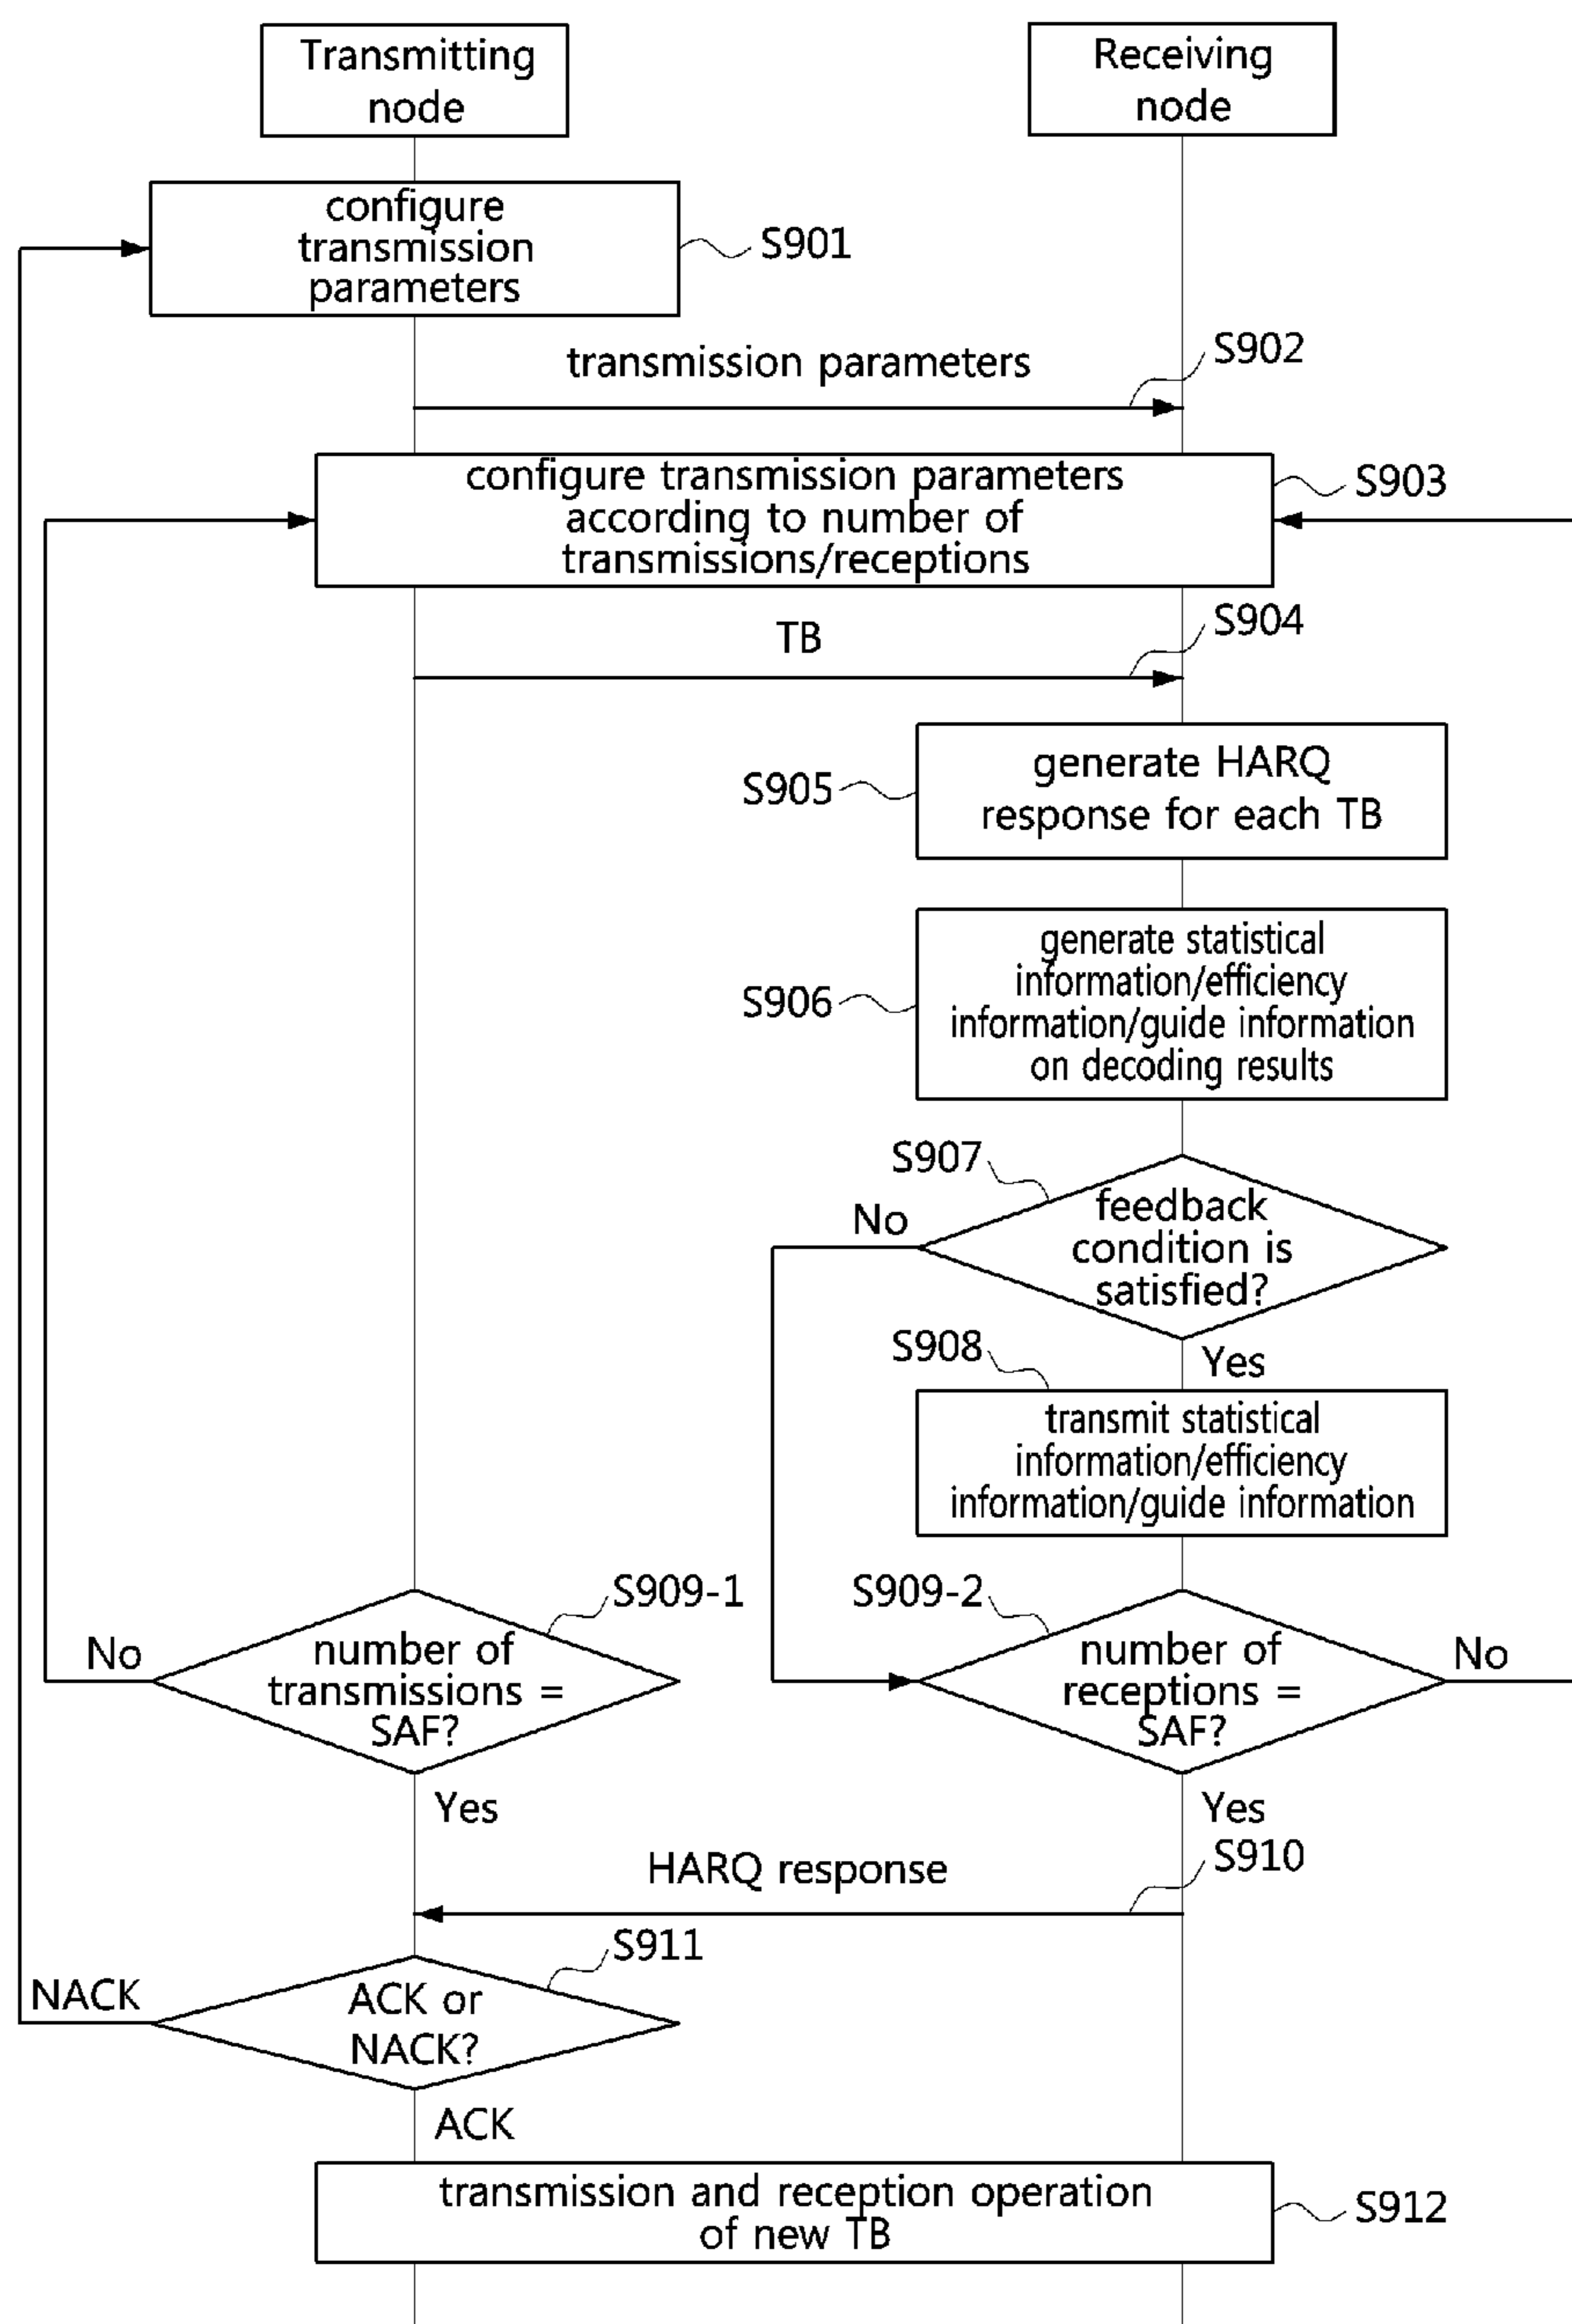 Transmitting
node
Receiving
node
configure
transmission
parameters
S901
transmission parameters
S902
configure transmission parameters
according to number of
transmissions/receptions
S903
TB
S904
generate HARQ
response for each TB
S905
generate statistical
information/efficiency
information/guide information
on decoding results
S906
S907
No
feedback
condition is
satisfied?
Yes
S908
transmit statistical
information/efficiency
information/guide information
S909-1
No
number of
transmissions =
SAF?
Yes
S909-2
number of
receptions =
SAF?
No
Yes
HARQ response
S910
S911
NACK
ACK or
NACK?
ACK
transmission and reception operation
of new TB
S912